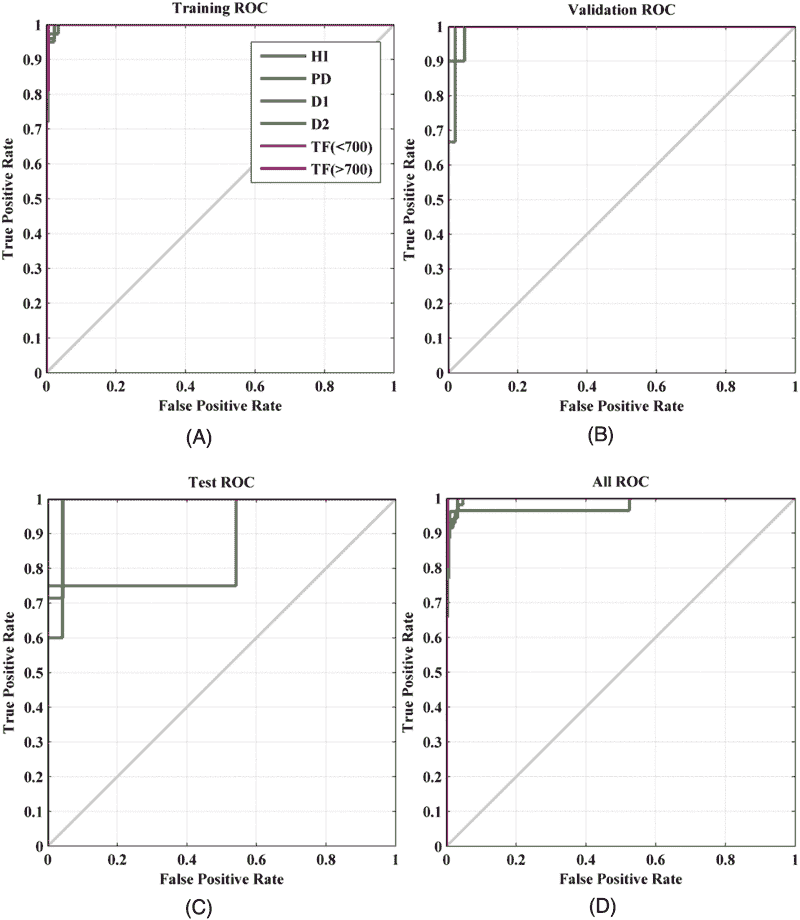 Training ROC
1
0.9
0.8
0.7
0.6
0.5
0.4
0.3
0.2
0.1
0
True Positive Rate
HI
PD
D1
D2
TF(<700)
TF(>700)
0 0.2 0.4 0.6 0.8 1
False Positive Rate
(A)
Validation ROC
1
0.9
0.8
0.7
0.6
0.5
0.4
0.3
0.2
0.1
0
True Positive Rate
0 0.2 0.4 0.6 0.8 1
False Positive Rate
(B)
Test ROC
1
0.9
0.8
0.7
0.6
0.5
0.4
0.3
0.2
0.1
0
True Positive Rate
0 0.2 0.4 0.6 0.8 1
False Positive Rate
(C)
All ROC
1
0.9
0.8
0.7
0.6
0.5
0.4
0.3
0.2
0.1
0
True Positive Rate
0 0.2 0.4 0.6 0.8 1
False Positive Rate
(D)